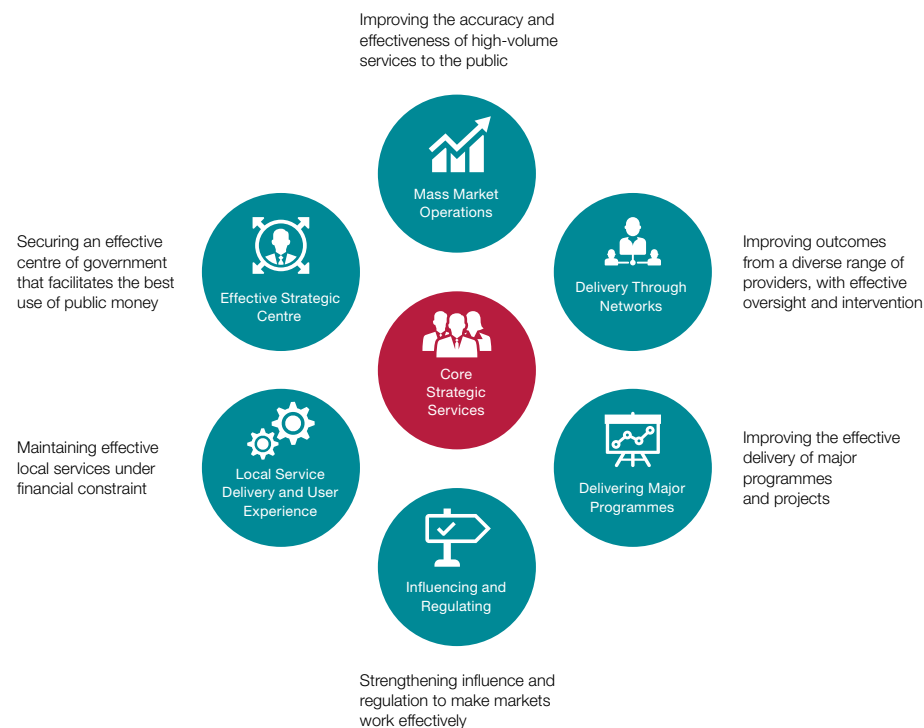 Improving the accuracy and
effectiveness of high-volume
services to the public
Mass Market
Operations
Securing an effective
centre of government
that facilitates the best
use of public money
Effective Strategic
Centre
Delivery Through
Networks
Improving outcomes
from a diverse range of
providers, with effective
oversight and intervention
Core
Strategic
Services
Maintaining effective
local services under
financial constraint
Local Service
Delivery and User
Experience
Delivering Major
Programmes
Improving the effective
delivery of major
programmes
and projects
Influencing and
Regulating
Strengthening influence and
regulation to make markets
work effectively